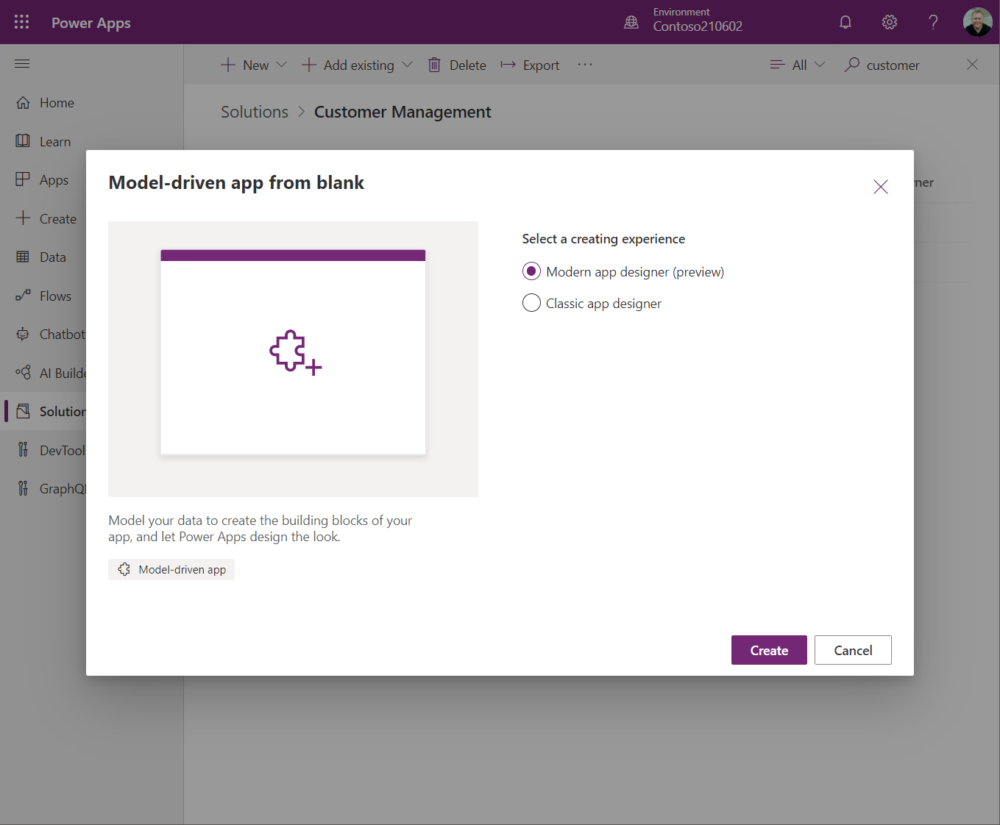 Power Apps
Environment
Contoso210602
New
Add existing
Delete
Export
All
customer
Home
Learn
Apps
Create
Data
Flows
Chatbot
AI Builde
Solution
DevTool
Solutions > Customer Management
Model-driven app from blank
Select a creating experience
Modern app designer (preview)
Classic app designer
Model your data to create the building blocks of your
app, and let Power Apps design the look.
Model-driven app
Create
Cancel